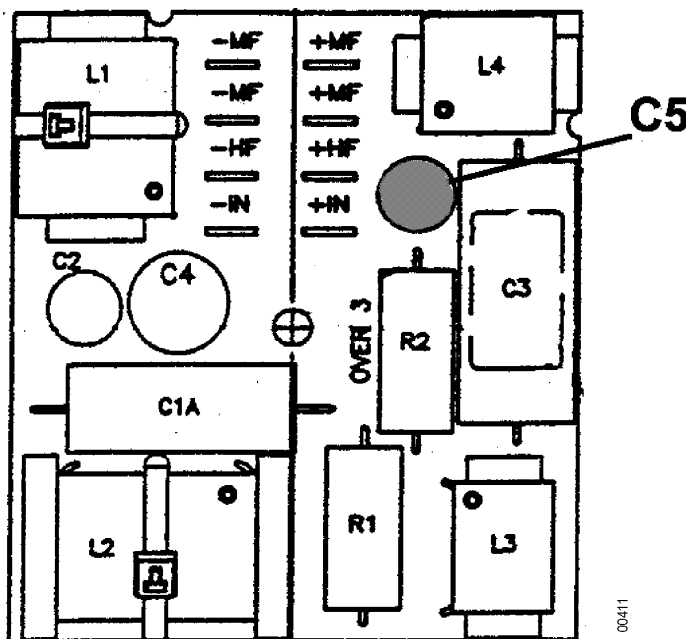 L1
-MF
+MF
L4
-MF
+MF
C5
-HF
+HF
-IN
+IN
C2
C4
C3
OVER 3
R2
C1A
R1
L2
L3
00411